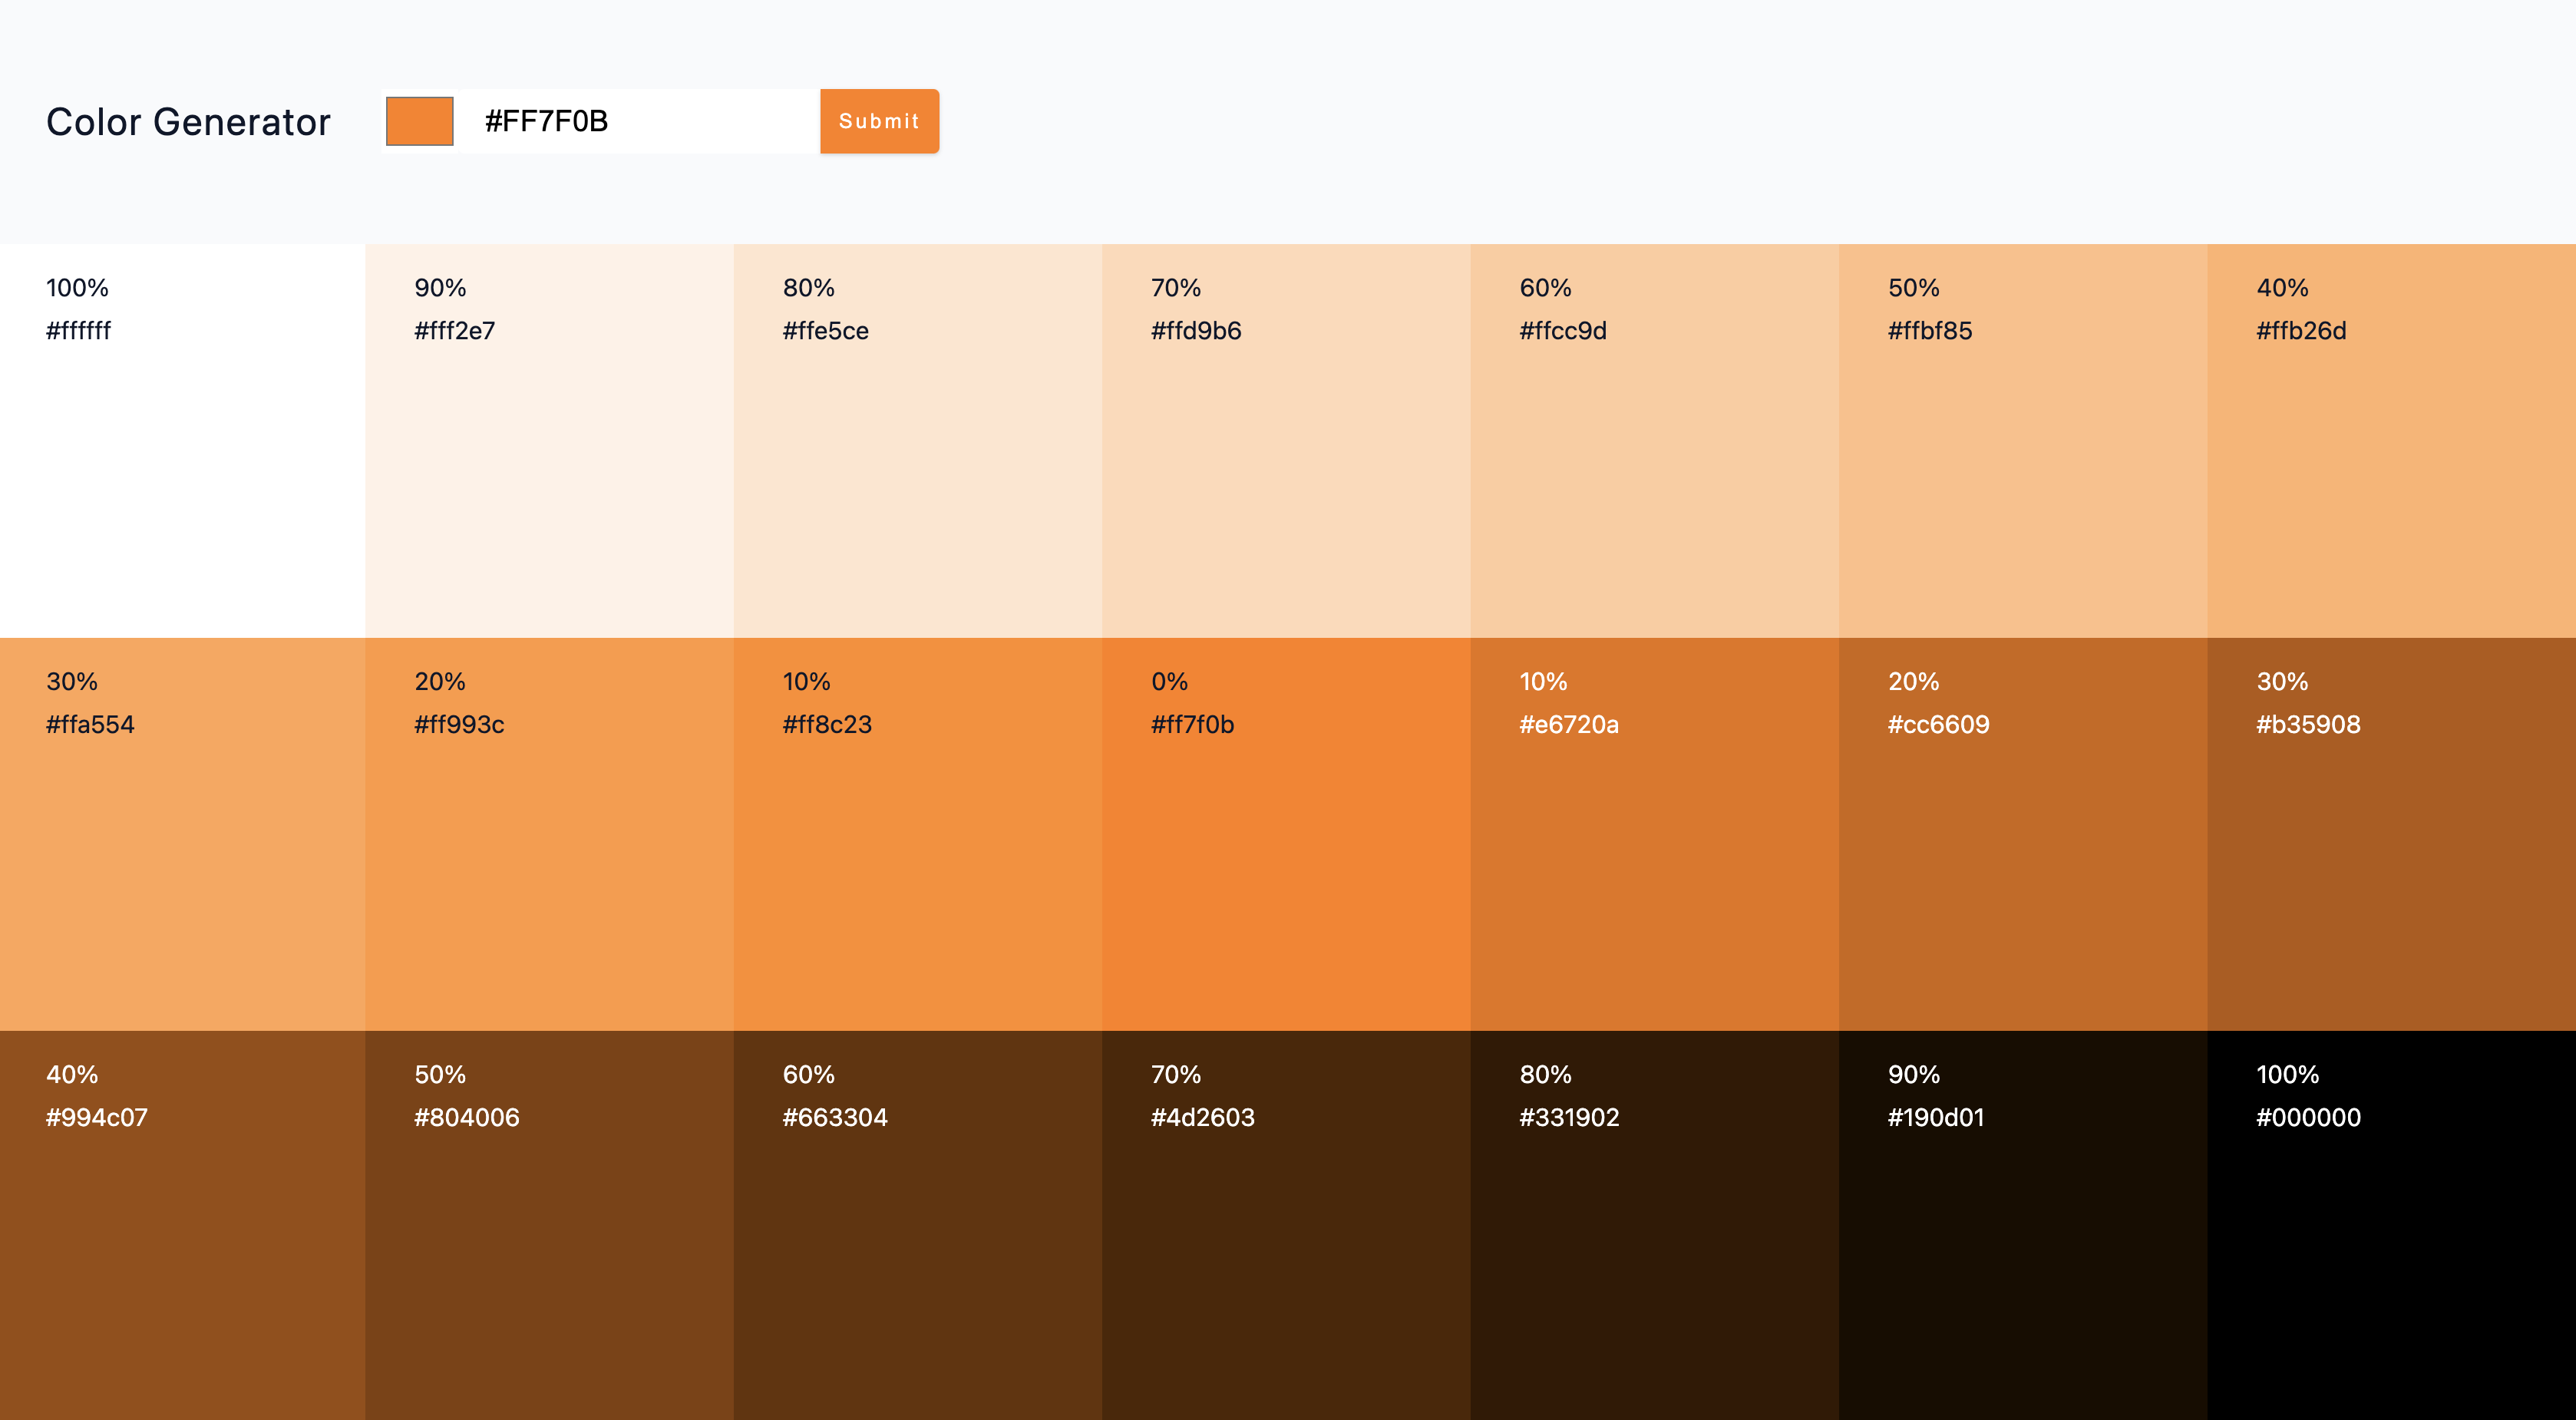 Color Generator
#FF7F0B
Submit
100%
#ffffff
90%
#fff2e7
80%
#ffe5ce
70%
#ffd9b6
60%
#ffcc9d
50%
#ffbf85
40%
#ffb26d
30%
#ffa554
20%
#ff993c
10%
#ff8c23
0%
#ff7f0b
10%
#e6720a
20%
#cc6609
30%
#b35908
40%
#994c07
50%
#804006
60%
#663304
70%
#4d2603
80%
#331902
90%
#190d01
100%
#000000